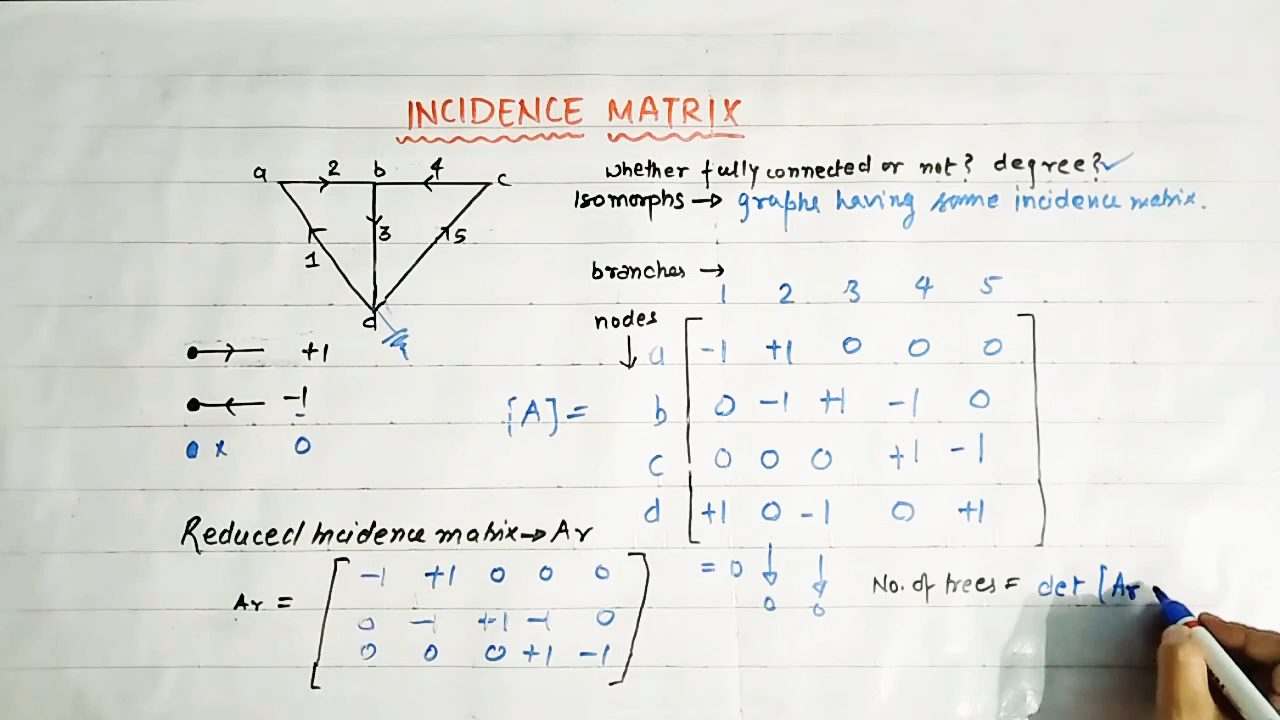 INCIDENCE MATRIX
a 2 b 4 c
1 3 5
d
whether fully connected or not? degree?✓
Isomorphs → graphs having same incidence matrix.
branches →
1 2 3 4 5
nodes ↓
[A] =
a -1 +1 0 0 0
b 0 -1 +1 -1 0
c 0 0 0 +1 -1
d +1 0 -1 0 +1
= 0 ↓ ↓
0 0
●→ +1
●← -1
● x 0
Reduced Incidence matrix → Ar
Ar =
-1 +1 0 0 0
0 -1 +1 -1 0
0 0 0 +1 -1
No. of trees = det [Ar